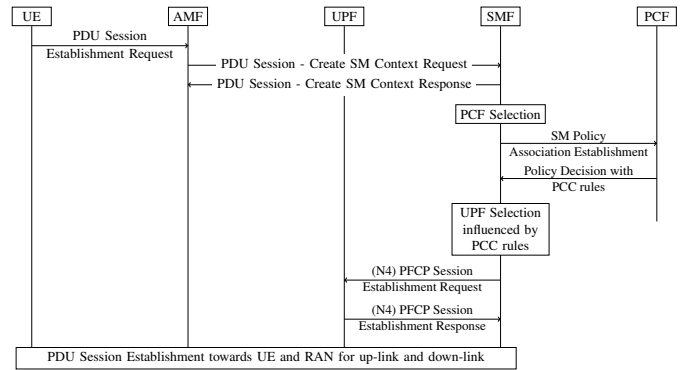 UE AMF UPF SMF PCF
PDU Session
Establishment Request
PDU Session - Create SM Context Request
PDU Session - Create SM Context Response
PCF Selection
SM Policy
Association Establishment
Policy Decision with
PCC rules
UPF Selection
influenced by
PCC rules
(N4) PFCP Session
Establishment Request
(N4) PFCP Session
Establishment Response
PDU Session Establishment towards UE and RAN for up-link and down-link